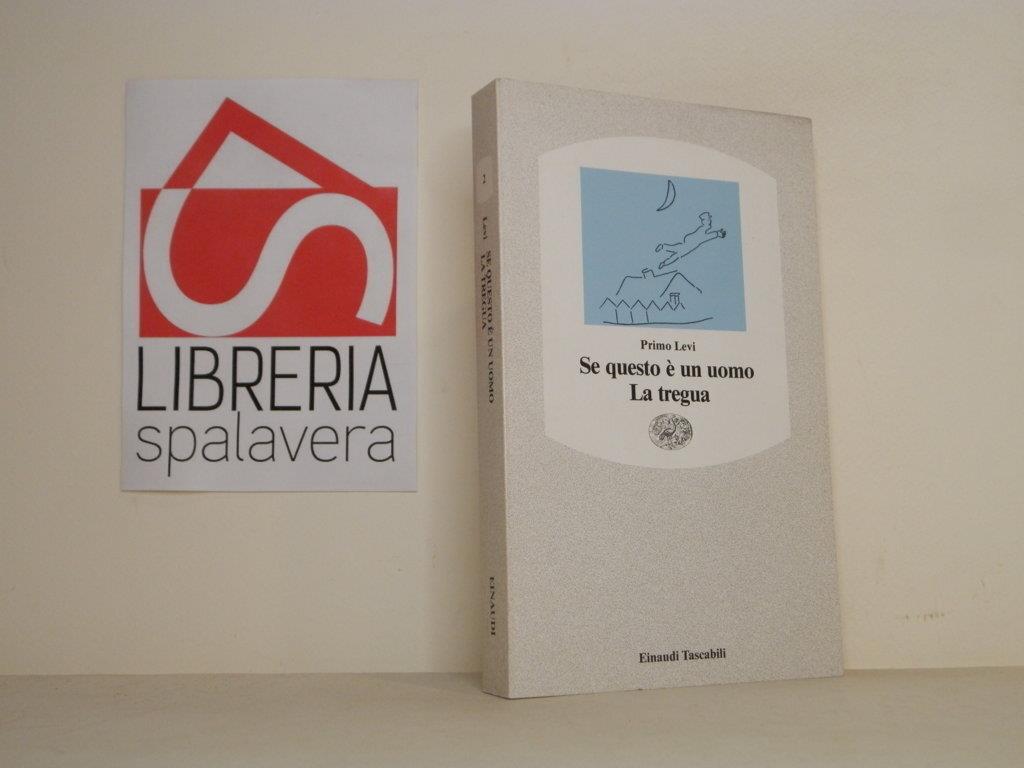 LIBRERIA
spalavera
2
Levi SE QUESTO È UN UOMO
LA TREGUA
EINAUDI
Primo Levi
Se questo è un uomo
La tregua
Einaudi Tascabili